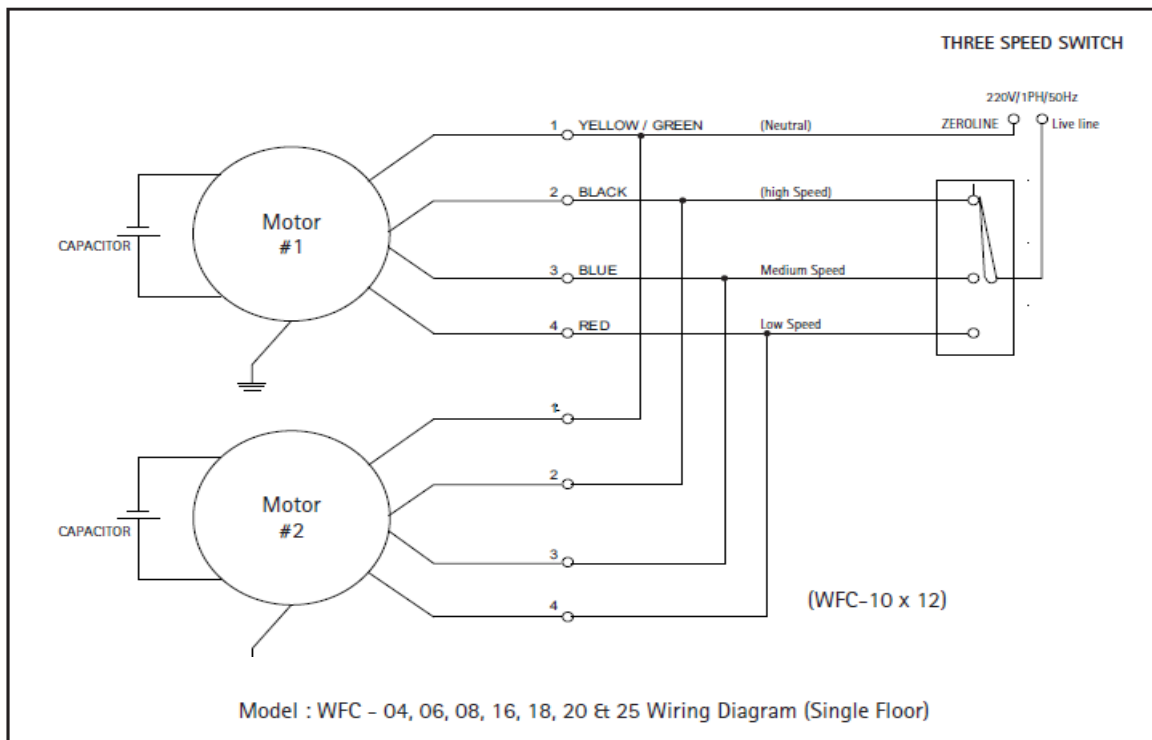 THREE SPEED SWITCH
220V/1PH/50Hz
1 YELLOW / GREEN (Neutral) ZEROLINE Live line
2 BLACK (high Speed)
Motor
#1
CAPACITOR
3 BLUE Medium Speed
4 RED Low Speed
1
2
Motor
#2
CAPACITOR
3
4
(WFC-10 x 12)
Model : WFC - 04, 06, 08, 16, 18, 20 & 25 Wiring Diagram (Single Floor)